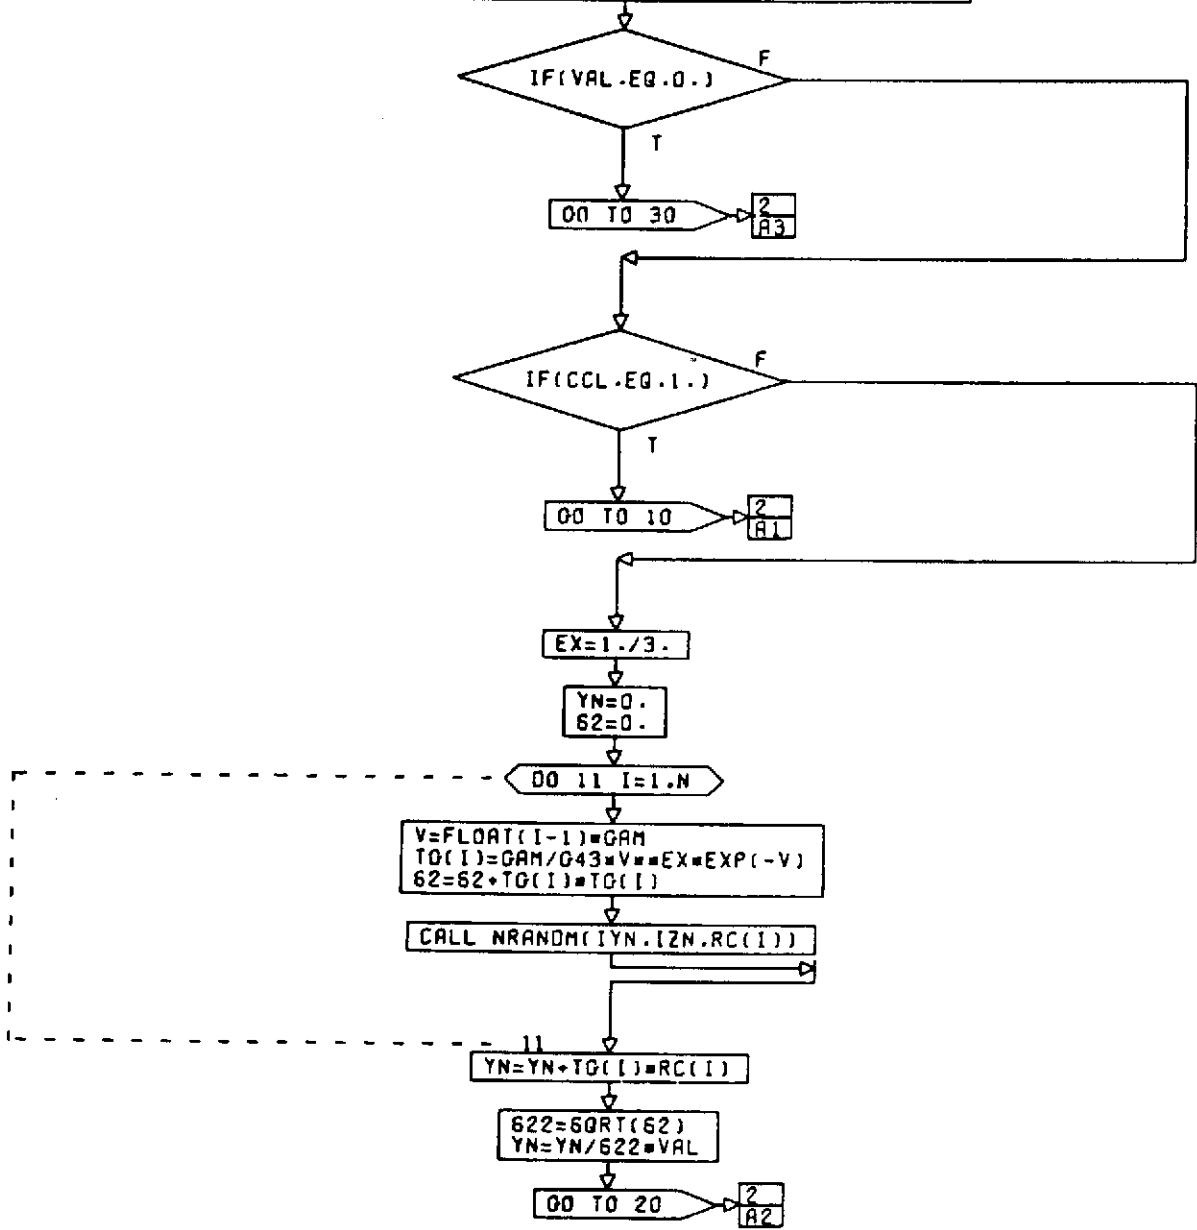 IF(VAL.EQ.0.)
F
T
GO TO 30
2
A3
IF(CCL.EQ.1.)
F
T
GO TO 10
2
A1
EX=1./3.
YN=0.
S2=0.
DO 11 I=1.N
V=FLOAT(I-1)*GAM
TG(I)=GAM/G43*V**EX*EXP(-V)
S2=S2+TG(I)*TG(I)
CALL NRANDM(IYN.IZN.RC(I))
11
YN=YN+TG(I)*RC(I)
S22=SQRT(S2)
YN=YN/S22*VAL
GO TO 20
2
A2